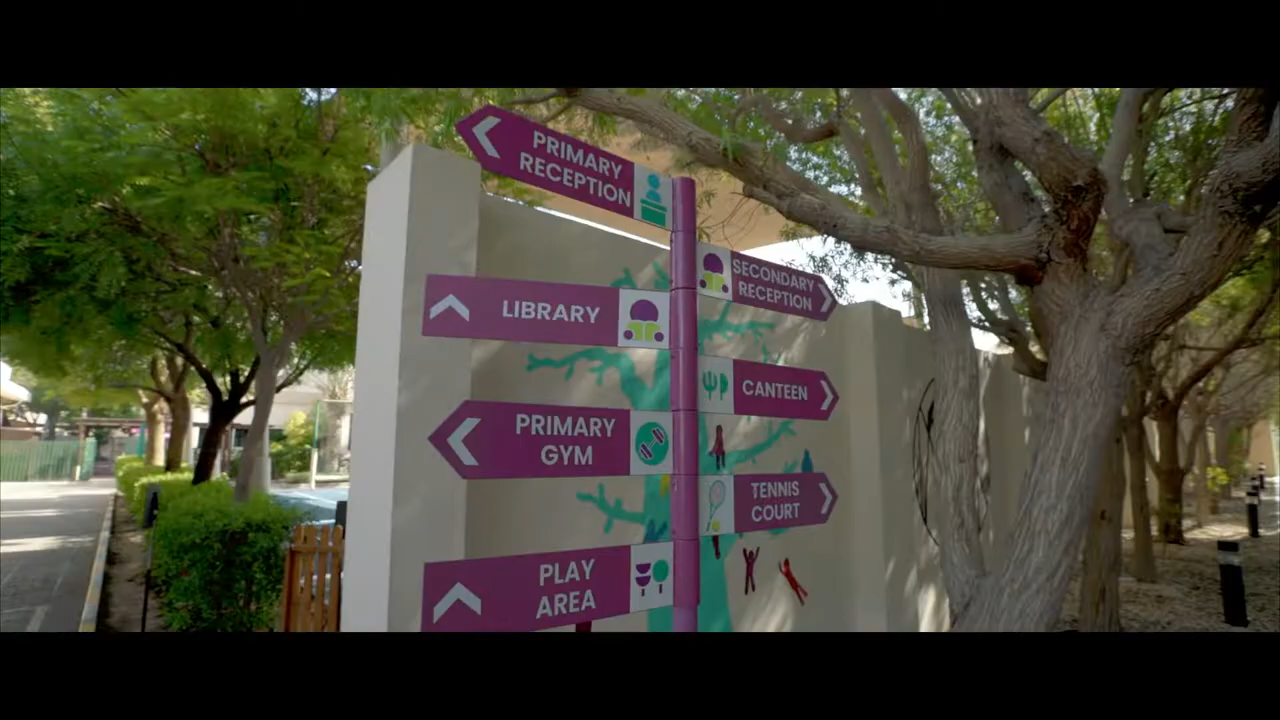 PRIMARY
RECEPTION
SECONDARY
RECEPTION
LIBRARY
CANTEEN
PRIMARY
GYM
TENNIS
COURT
PLAY
AREA